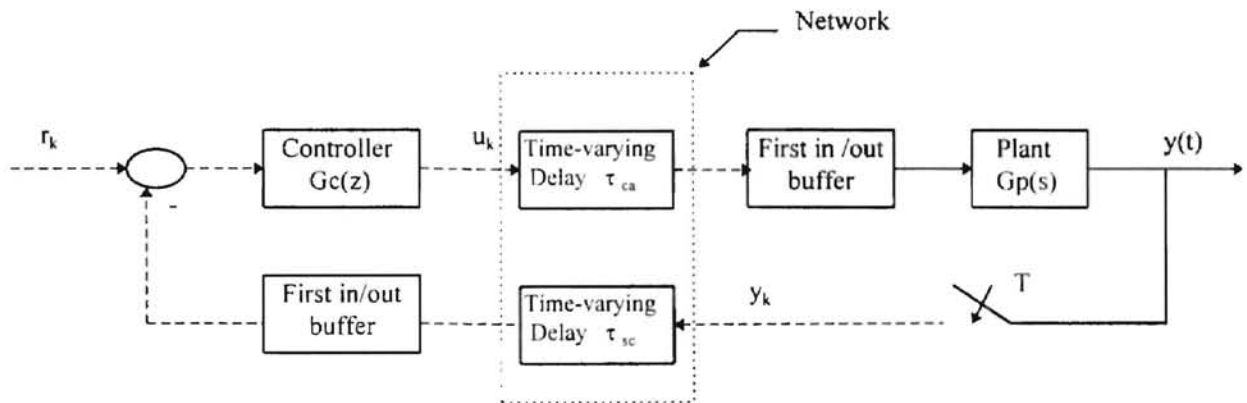 Network
r_k
Controller
Gc(z)
u_k
Time-varying
Delay τ_ca
First in /out
buffer
Plant
Gp(s)
y(t)
-
First in/out
buffer
Time-varying
Delay τ_sc
y_k
T